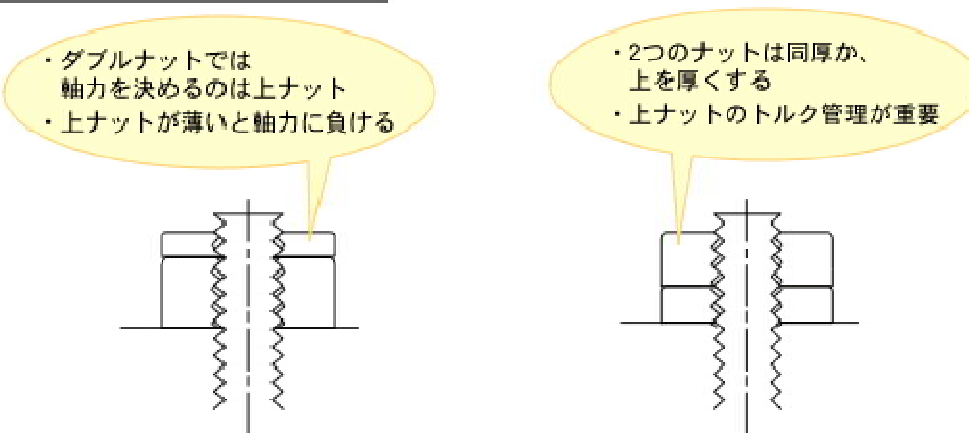 ・ダブルナットでは
軸力を決めるのは上ナット
・上ナットが薄いと軸力に負ける
・2つのナットは同厚か、
上を厚くする
・上ナットのトルク管理が重要